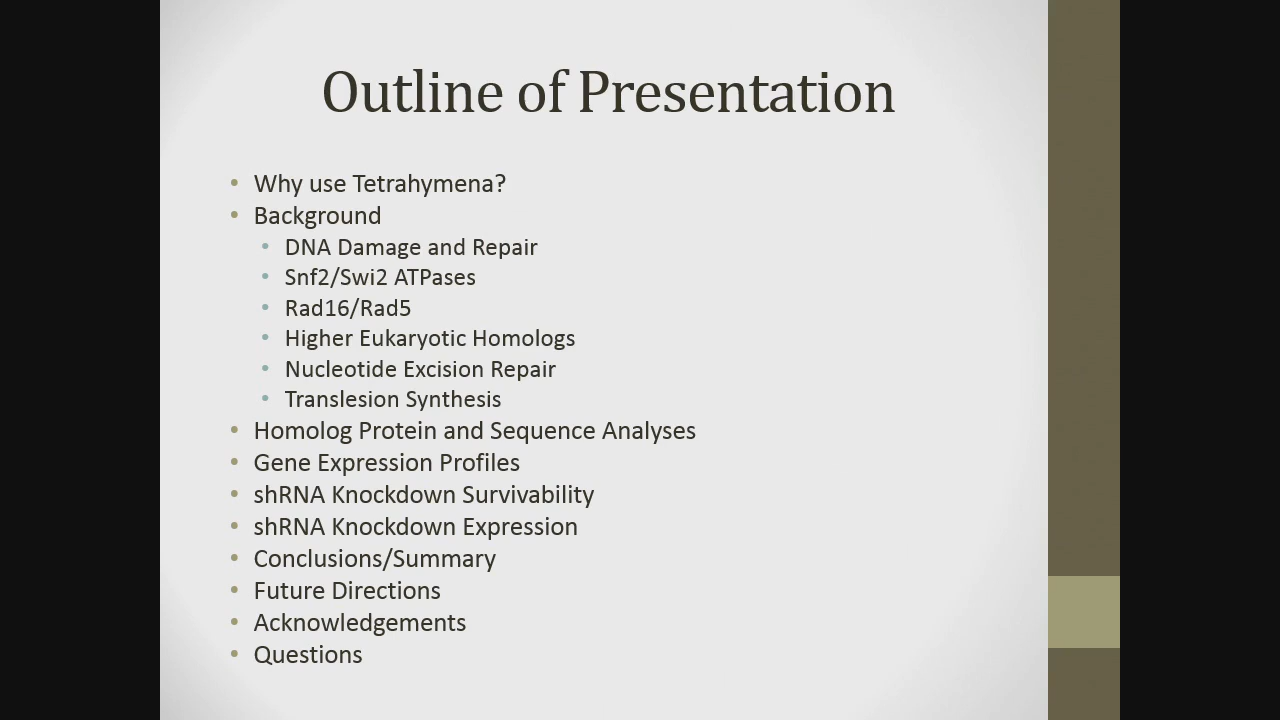 Outline of Presentation
• Why use Tetrahymena?
• Background
• DNA Damage and Repair
• Snf2/Swi2 ATPases
• Rad16/Rad5
• Higher Eukaryotic Homologs
• Nucleotide Excision Repair
• Translesion Synthesis
• Homolog Protein and Sequence Analyses
• Gene Expression Profiles
• shRNA Knockdown Survivability
• shRNA Knockdown Expression
• Conclusions/Summary
• Future Directions
• Acknowledgements
• Questions